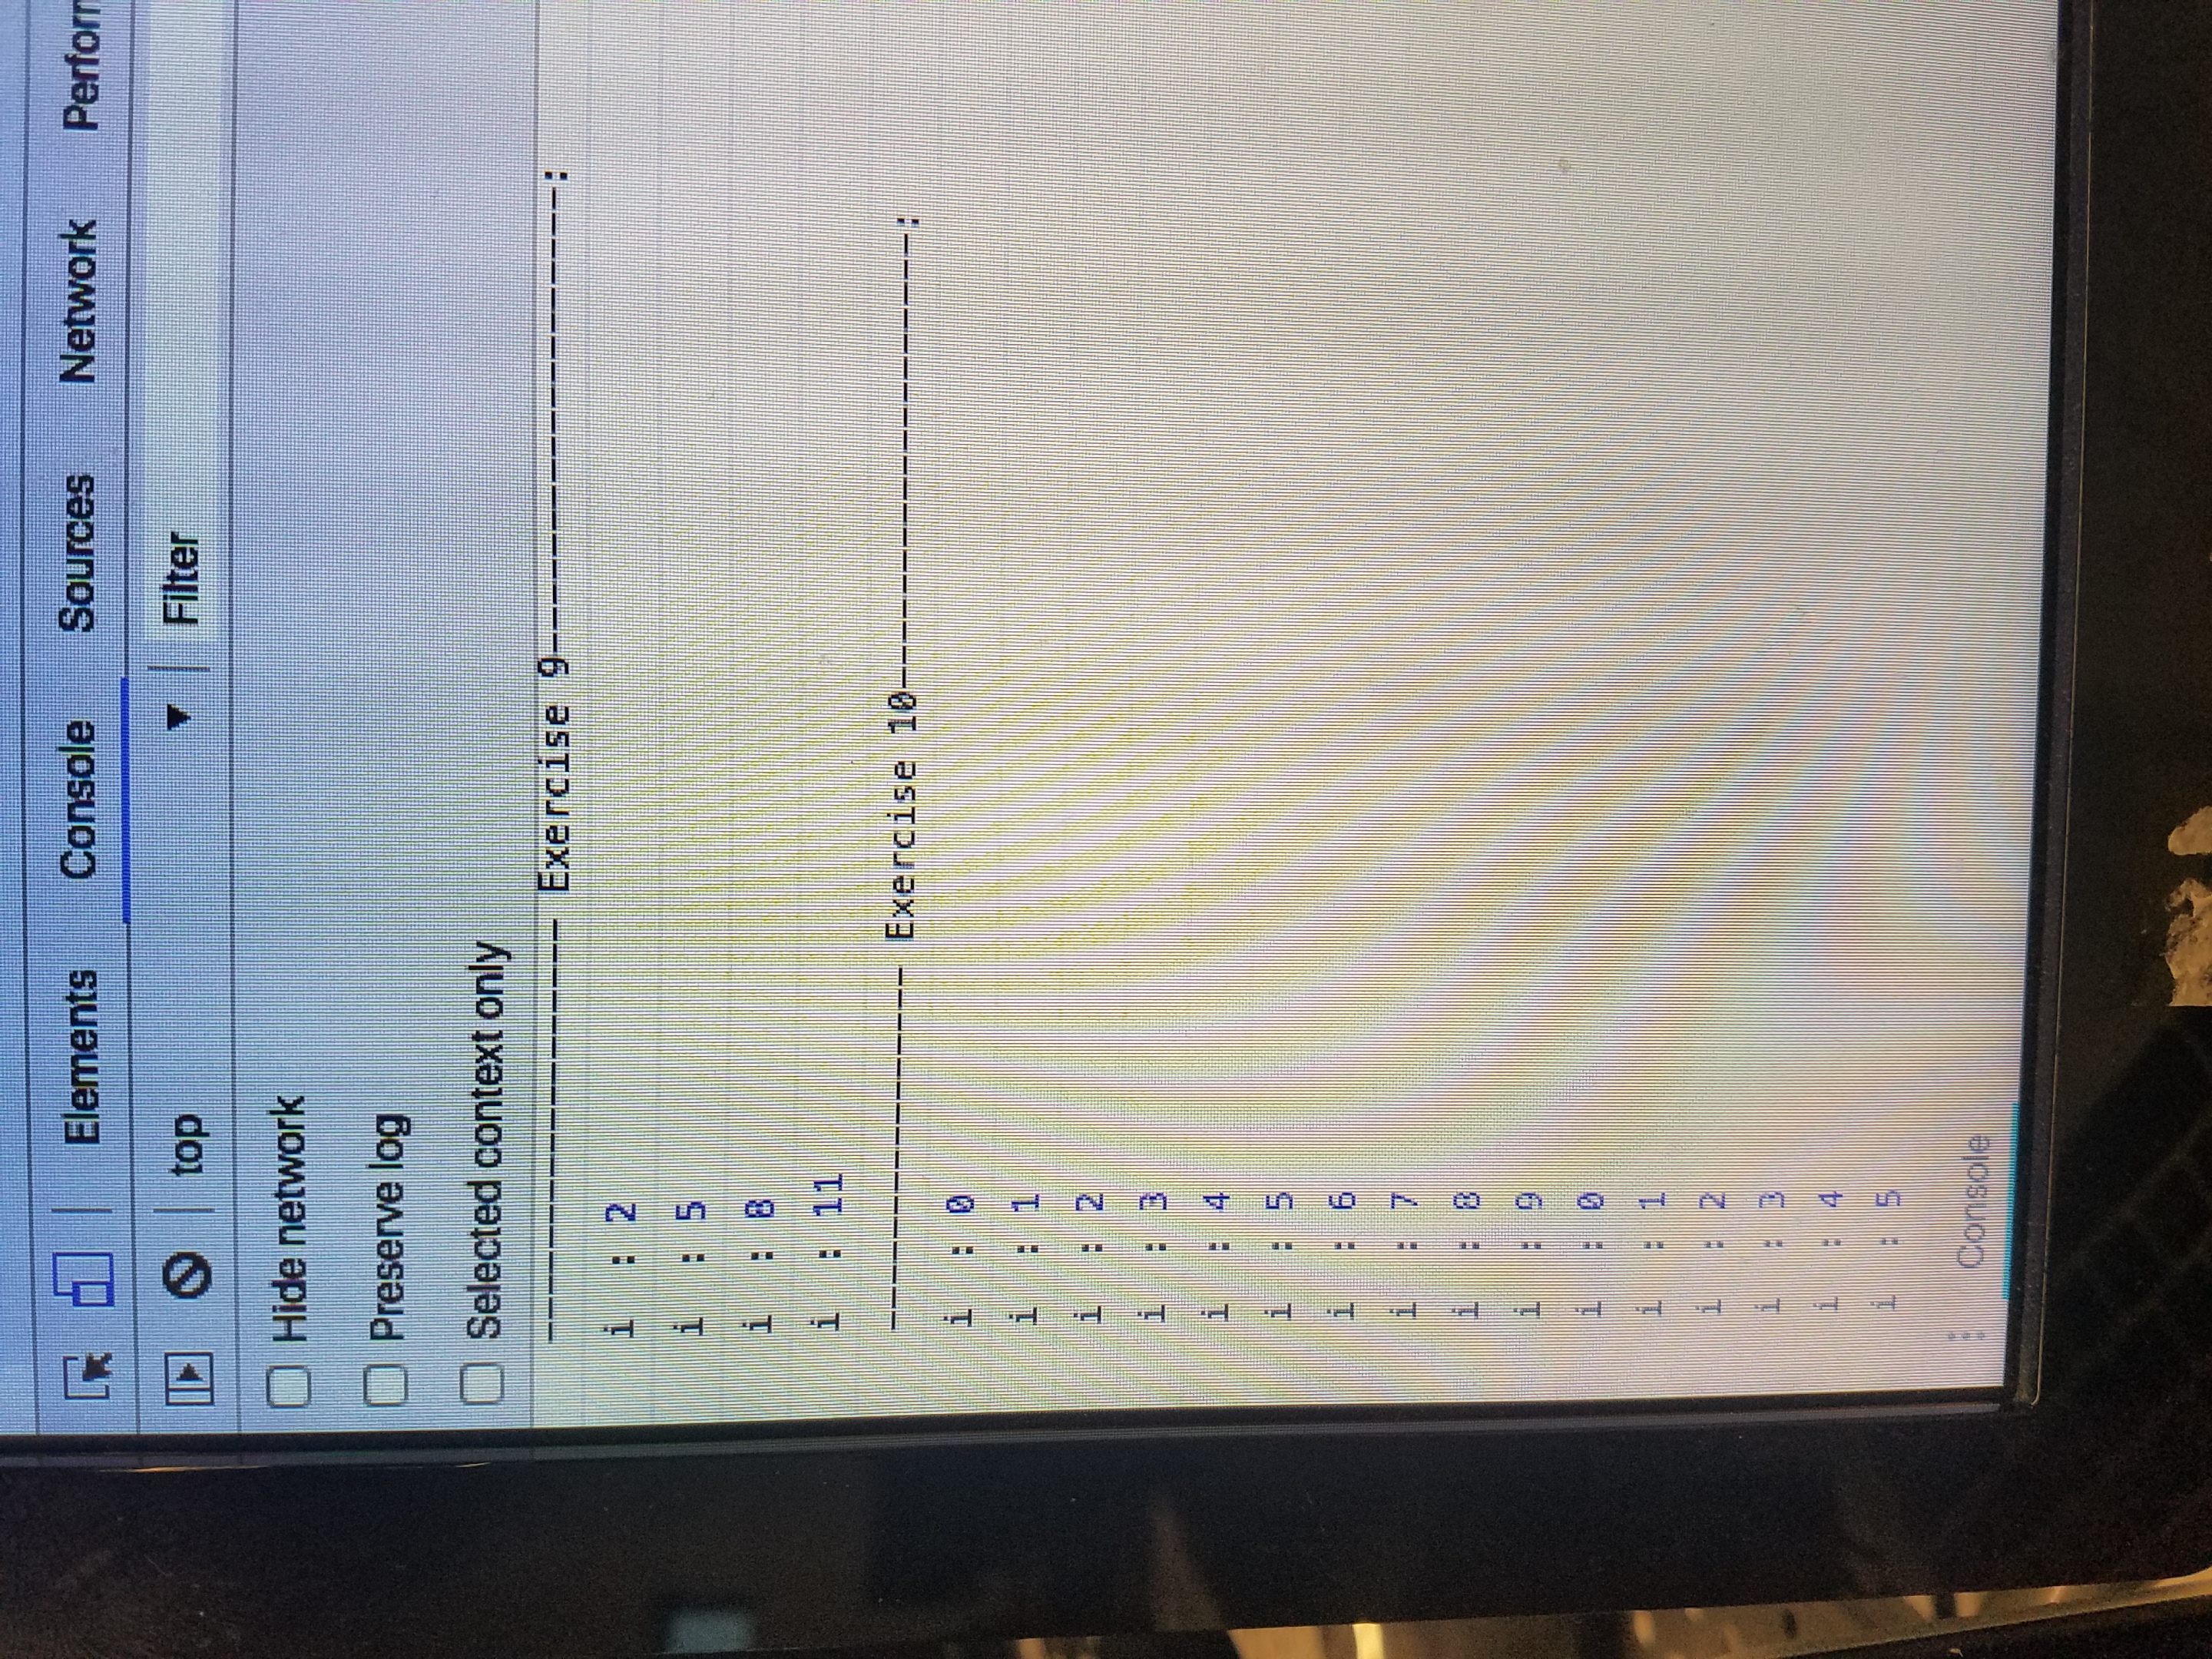 Elements Console Sources Network Perforr
top ▼ Filter
Hide network
Preserve log
Selected context only
------------------ Exercise 9--------------------:
i : 2
i : 5
i : 8
i : 11
---------------- Exercise 10--------------------:
i : 0
i : 1
i : 2
i : 3
i : 4
i : 5
i : 6
i : 7
i : 8
i : 9
i : 0
i : 1
i : 2
i : 3
i : 4
i : 5
Console